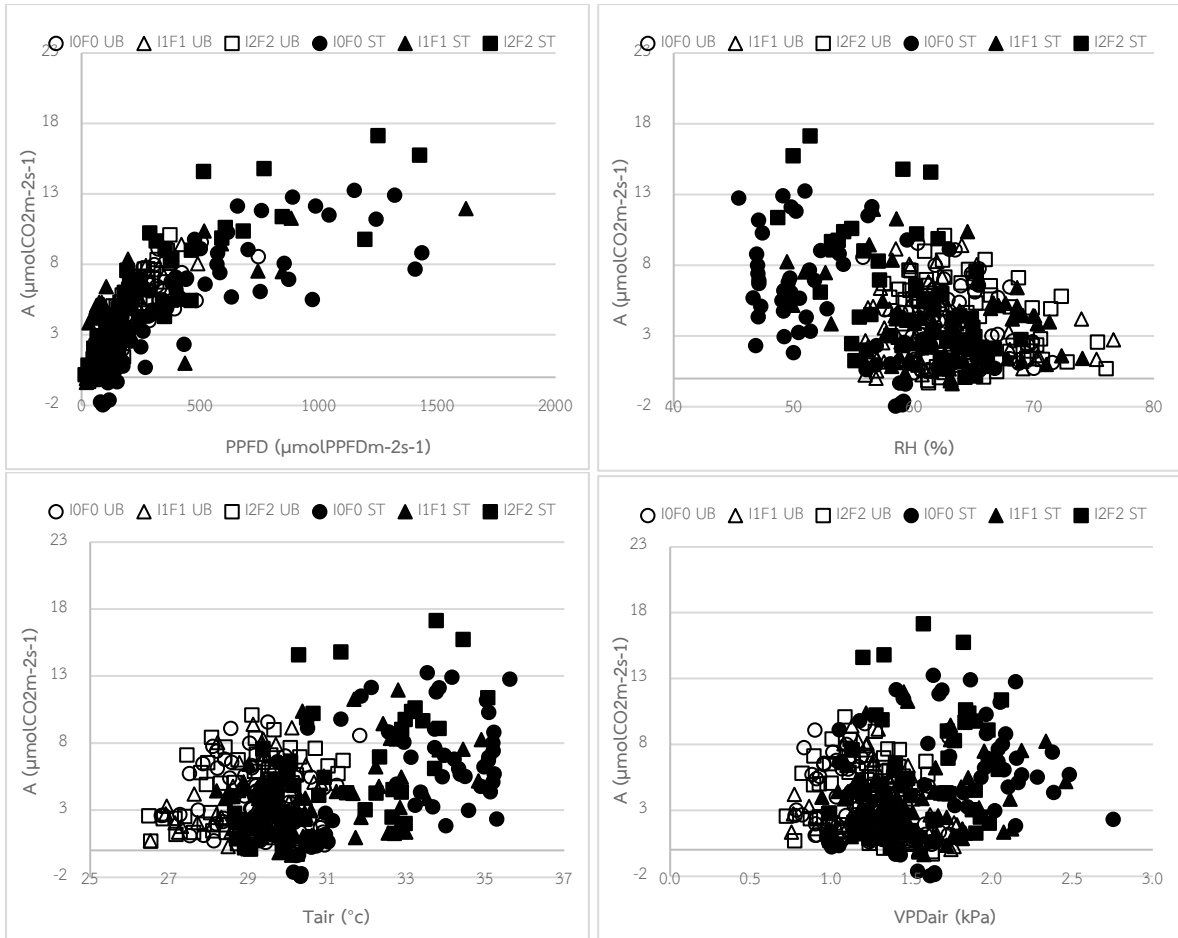 I0F0 UB I1F1 UB I2F2 UB I0F0 ST I1F1 ST I2F2 ST
23
18
13
8
3
-2
0 500 1000 1500 2000
A (µmolCO2m-2s-1)
PPFD (µmolPPFDm-2s-1)
I0F0 UB I1F1 UB I2F2 UB I0F0 ST I1F1 ST I2F2 ST
23
18
13
8
3
-2
40 50 60 70 80
A (µmolCO2m-2s-1)
RH (%)
I0F0 UB I1F1 UB I2F2 UB I0F0 ST I1F1 ST I2F2 ST
23
18
13
8
3
-2
25 27 29 31 33 35 37
A (µmolCO2m-2s-1)
Tair (°c)
I0F0 UB I1F1 UB I2F2 UB I0F0 ST I1F1 ST I2F2 ST
23
18
13
8
3
-2
0.0 0.5 1.0 1.5 2.0 2.5 3.0
A (µmolCO2m-2s-1)
VPDair (kPa)